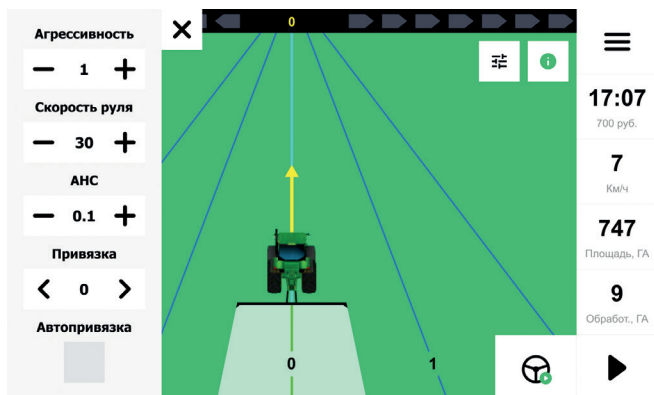 Агрессивность
1
Скорость руля
30
АНС
0.1
Привязка
0
Автопривязка
0
0
1
17:07
700 руб.
7
Км/ч
747
Площадь, ГА
9
Обработ., ГА